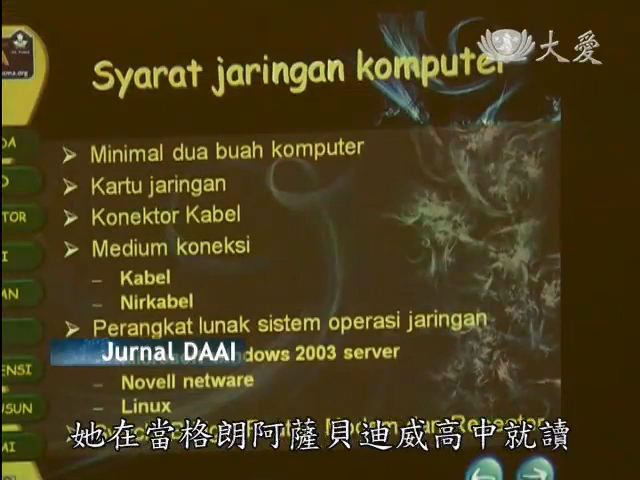 大愛
Syarat jaringan komputer
Minimal dua buah komputer
Kartu jaringan
Konektor Kabel
Medium koneksi
Kabel
Nirkabel
Perangkat lunak sistem operasi jaringan
2003 server
Jurnal DAAI
Novell netware
Linux
她在當格朗阿薩貝迪威高中就讀